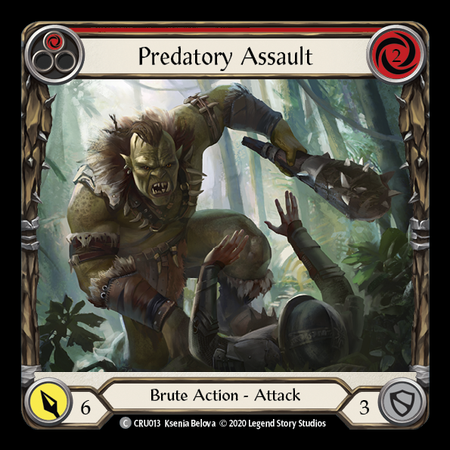 Predatory Assault
2
Brute Action - Attack
6
3
C CRU013 Ksenia Belova © 2020 Legend Story Studios